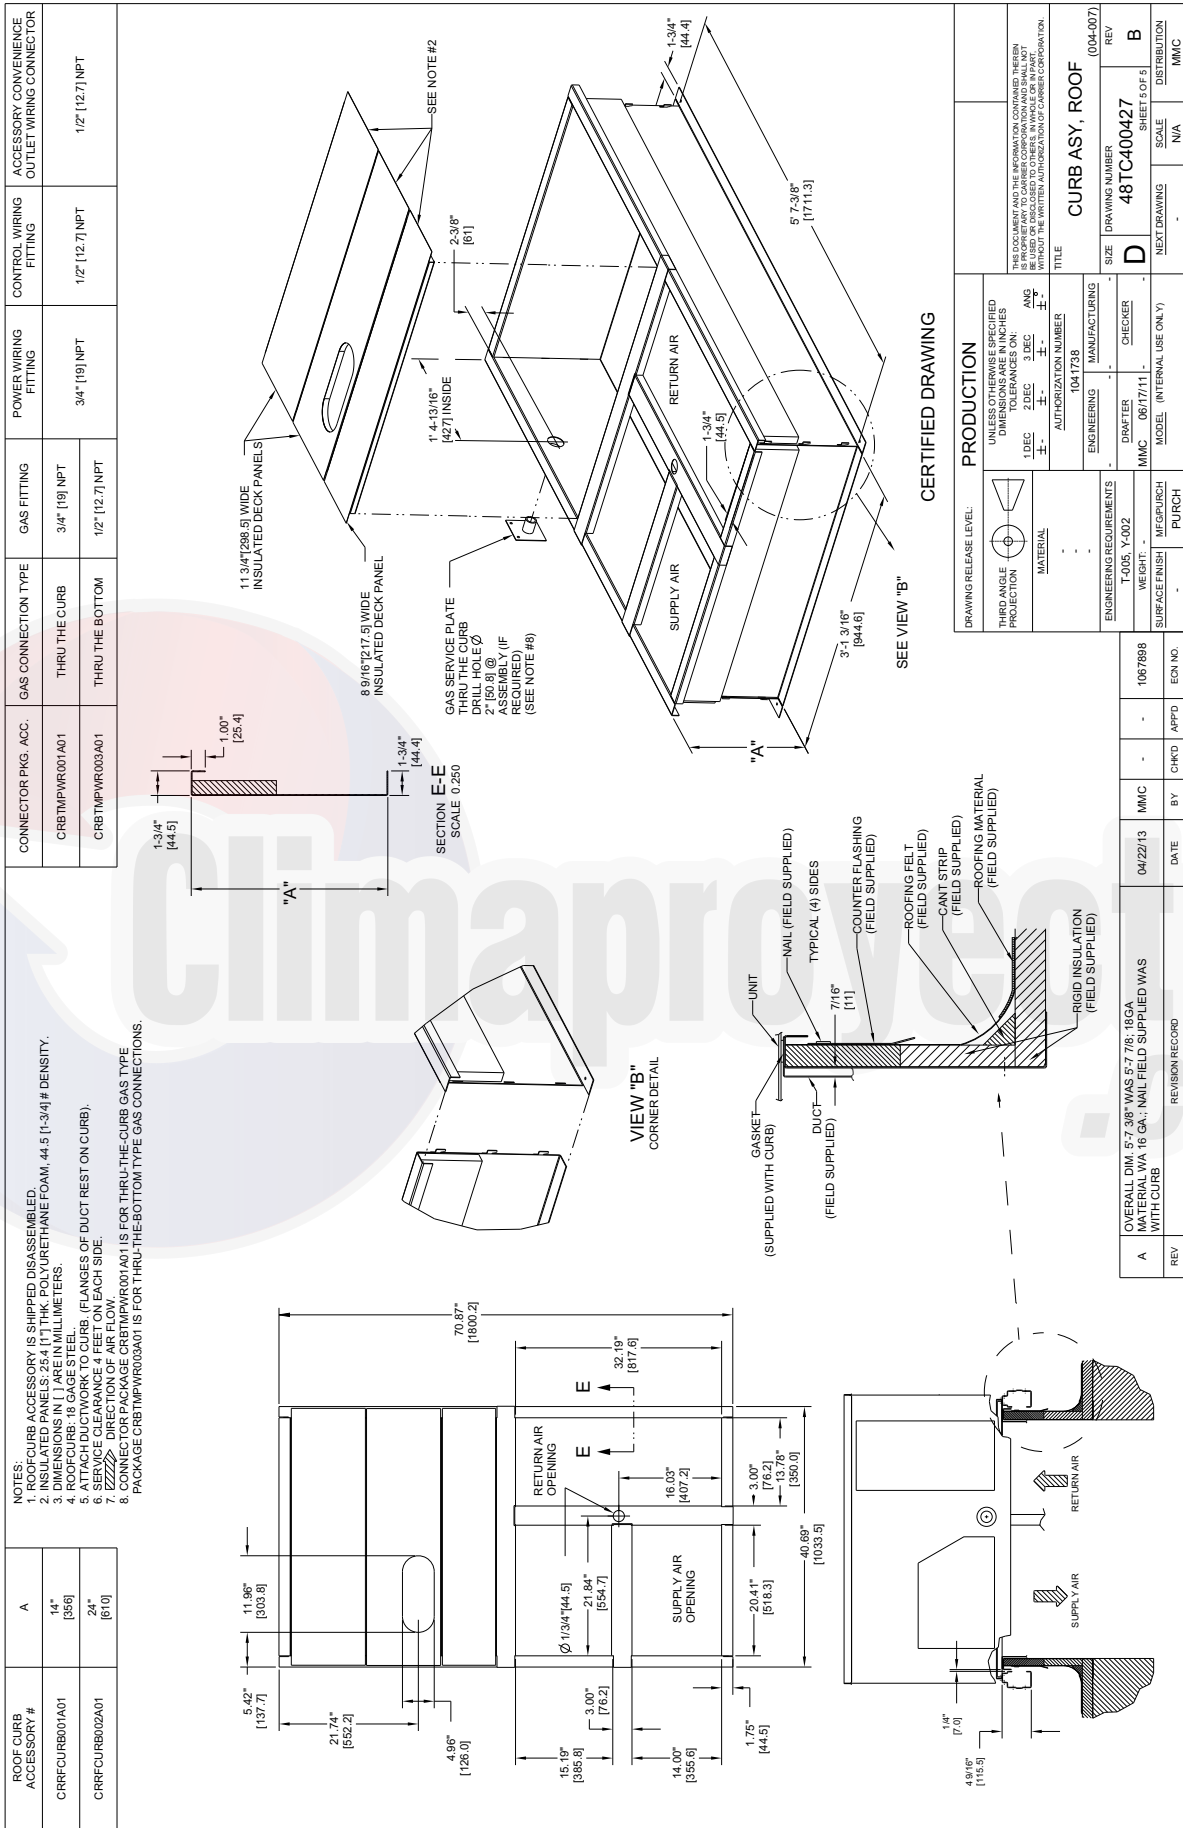 ROOF CURB
ACCESSORY #
A
CRRFCURB001A01
14"
[356]
CRRFCURB002A01
24"
[610]
NOTES:
1. ROOFCURB ACCESSORY IS SHIPPED DISASSEMBLED.
2. INSULATED PANELS: 25.4 [1"] THK. POLYURETHANE FOAM, 44.5 [1-3/4] # DENSITY.
3. DIMENSIONS IN [ ] ARE IN MILLIMETERS.
4. ROOFCURB: 18 GAGE STEEL.
5. ATTACH DUCTWORK TO CURB. (FLANGES OF DUCT REST ON CURB).
6. SERVICE CLEARANCE 4 FEET ON EACH SIDE.
7. DIRECTION OF AIR FLOW.
8. CONNECTOR PACKAGE CRBTMPWR001A01 IS FOR THRU-THE-CURB GAS TYPE
PACKAGE CRBTMPWR003A01 IS FOR THRU-THE-BOTTOM TYPE GAS CONNECTIONS.
CONNECTOR PKG. ACC.
GAS CONNECTION TYPE
GAS FITTING
POWER WIRING
FITTING
CONTROL WIRING
FITTING
ACCESSORY CONVENIENCE
OUTLET WIRING CONNECTOR
CRBTMPWR001A01
THRU THE CURB
3/4" [19] NPT
3/4" [19] NPT
1/2" [12.7] NPT
1/2" [12.7] NPT
CRBTMPWR003A01
THRU THE BOTTOM
1/2" [12.7] NPT
5.42"
[137.7]
11.96"
[303.8]
21.74"
[552.2]
4.96"
[126.0]
70.87"
[1800.2]
Ø 1/3/4"[44.5]
RETURN AIR
OPENING
E
E
32.19"
[817.6]
21.84"
[554.7]
16.03"
[407.2]
3.00"
[76.2]
15.19"
[385.8]
SUPPLY AIR
OPENING
14.00"
[355.6]
1.75"
[44.5]
20.41"
[518.3]
3.00"
[76.2]
13.78"
[350.0]
40.69"
[1033.5]
1/4"
[7.0]
4 9/16"
[115.5]
SUPPLY AIR
RETURN AIR
VIEW "B"
CORNER DETAIL
1-3/4"
[44.5]
1.00"
[25.4]
"A"
1-3/4"
[44.4]
SECTION E-E
SCALE 0.250
GASKET
(SUPPLIED WITH CURB)
UNIT
NAIL (FIELD SUPPLIED)
TYPICAL (4) SIDES
DUCT
(FIELD SUPPLIED)
7/16"
[11]
COUNTER FLASHING
(FIELD SUPPLIED)
ROOFING FELT
(FIELD SUPPLIED)
CANT STRIP
(FIELD SUPPLIED)
ROOFING MATERIAL
(FIELD SUPPLIED)
RIGID INSULATION
(FIELD SUPPLIED)
11 3/4"[298.5] WIDE
INSULATED DECK PANELS
SEE NOTE #2
8 9/16"[217.5] WIDE
INSULATED DECK PANEL
GAS SERVICE PLATE
THRU THE CURB
DRILL HOLE Ø
2" [50.8] @
ASSEMBLY (IF
REQUIRED)
(SEE NOTE #8)
1' 4-13/16"
[427] INSIDE
2-3/8"
[61]
1-3/4"
[44.4]
RETURN AIR
SUPPLY AIR
1-3/4"
[44.5]
5' 7-3/8"
[1711.3]
3'-1 3/16"
[944.6]
"A"
SEE VIEW "B"
CERTIFIED DRAWING
A
OVERALL DIM. 5'-7 3/8" WAS 5'-7 7/8; 18GA
MATERIAL WA 16 GA.; NAIL FIELD SUPPLIED WAS
WITH CURB
04/22/13
MMC
-
-
1067898
REV
REVISION RECORD
DATE
BY
CHK'D
APP'D
ECN NO.
DRAWING RELEASE LEVEL:
PRODUCTION
THIRD ANGLE
PROJECTION
UNLESS OTHERWISE SPECIFIED
DIMENSIONS ARE IN INCHES
TOLERANCES ON:
1 DEC
2 DEC
3 DEC
ANG
± -
± -
± -
± - °
MATERIAL
-
-
-
AUTHORIZATION NUMBER
1041738
ENGINEERING
-
MANUFACTURING
-
ENGINEERING REQUIREMENTS
T-005, Y-002
DRAFTER
MMC 06/17/11
CHECKER
-
WEIGHT: -
SURFACE FINISH
-
MFG/PURCH
PURCH
MODEL (INTERNAL USE ONLY)
THIS DOCUMENT AND THE INFORMATION CONTAINED THEREIN
IS PROPRIETARY TO CARRIER CORPORATION AND SHALL NOT
BE USED OR DISCLOSED TO OTHERS, IN WHOLE OR IN PART,
WITHOUT THE WRITTEN AUTHORIZATION OF CARRIER CORPORATION.
TITLE
CURB ASY, ROOF
(004-007)
SIZE
D
DRAWING NUMBER
48TC400427
REV
B
SHEET 5 OF 5
NEXT DRAWING
-
SCALE
N/A
DISTRIBUTION
MMC
Climaproyect
.c